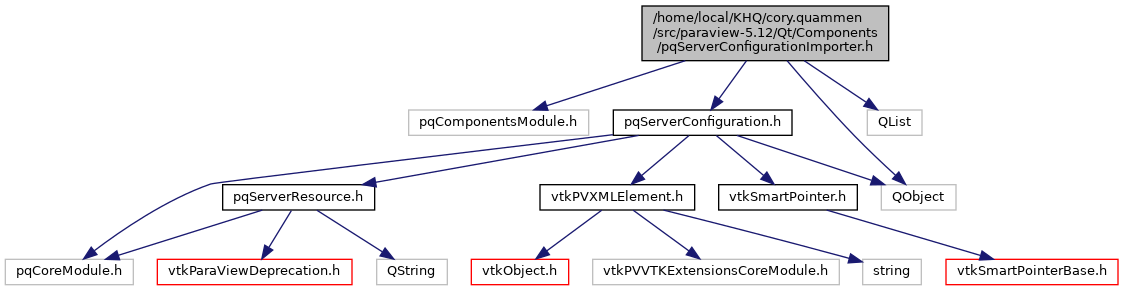 /home/local/KHQ/cory.quammen
/src/paraview-5.12/Qt/Components
/pqServerConfigurationImporter.h
pqComponentsModule.h
pqServerConfiguration.h
QList
pqServerResource.h
vtkPVXMLElement.h
vtkSmartPointer.h
QObject
pqCoreModule.h
vtkParaViewDeprecation.h
QString
vtkObject.h
vtkPVVTKExtensionsCoreModule.h
string
vtkSmartPointerBase.h